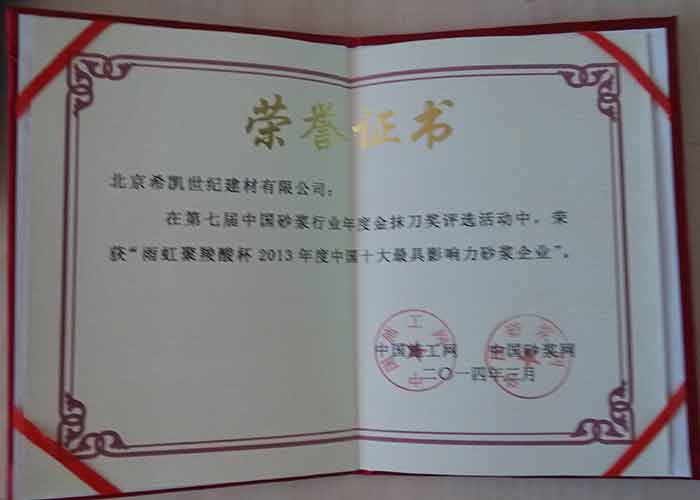 荣誉证书
北京希凯世纪建材有限公司：
在第七届中国砂浆行业年度金抹刀奖评选活动中，荣
获“雨虹聚羧酸杯 2013 年度中国十大最具影响力砂浆企业”。
中国施工网 中国砂浆网
二〇一四年三月